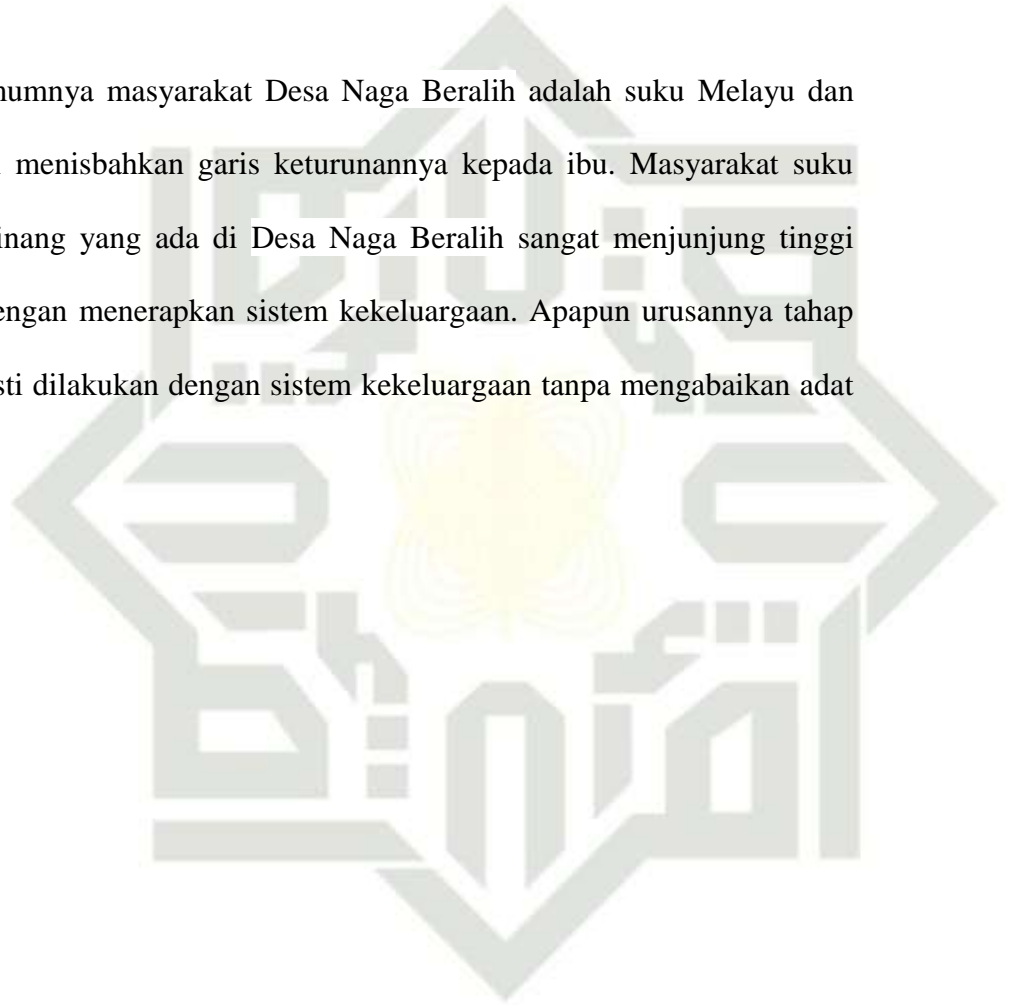 umnya masyarakat Desa Naga Beralih adalah suku Melayu dan
menisbahkan garis keturunannya kepada ibu. Masyarakat suku
inang yang ada di Desa Naga Beralih sangat menjunjung tinggi
engan menerapkan sistem kekeluargaan. Apapun urusannya tahap
sti dilakukan dengan sistem kekeluargaan tanpa mengabaikan adat